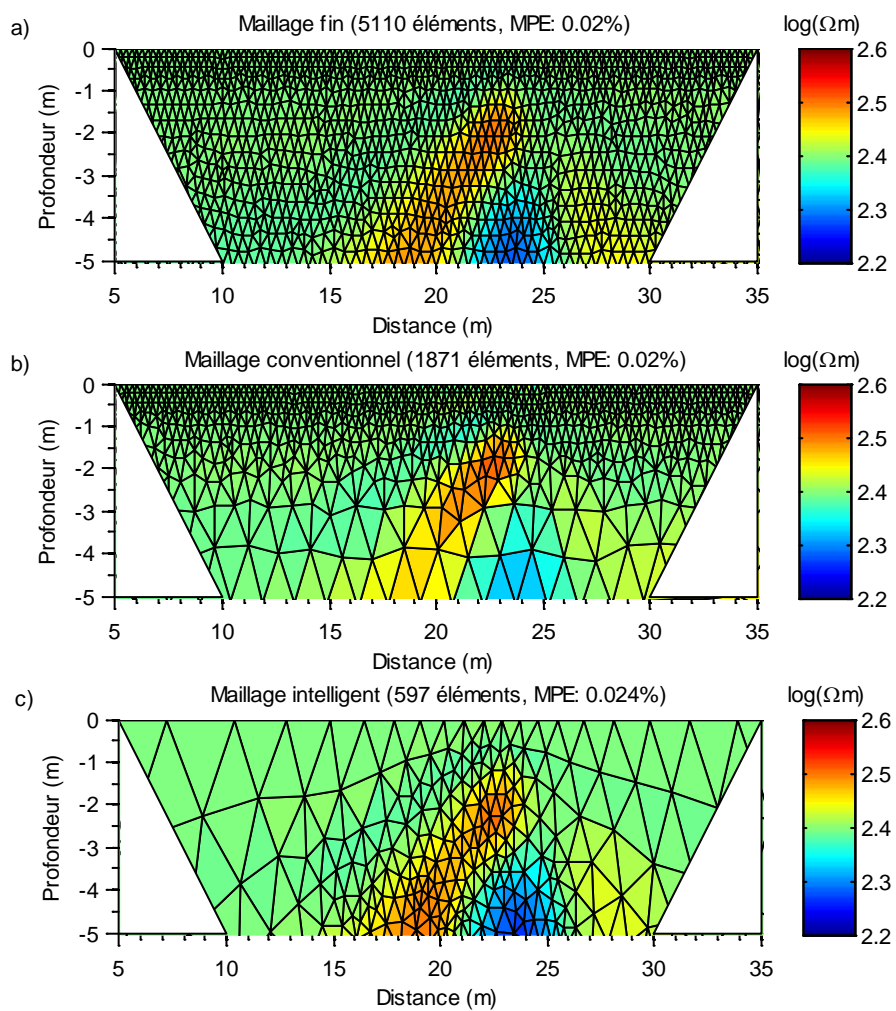 a)
Maillage fin (5110 éléments, MPE: 0.02%)
log(Ωm)
0
-1
-2
-3
-4
-5
Profondeur (m)
5 10 15 20 25 30 35
Distance (m)
2.6
2.5
2.4
2.3
2.2
b)
Maillage conventionnel (1871 éléments, MPE: 0.02%)
log(Ωm)
0
-1
-2
-3
-4
-5
Profondeur (m)
5 10 15 20 25 30 35
Distance (m)
2.6
2.5
2.4
2.3
2.2
c)
Maillage intelligent (597 éléments, MPE: 0.024%)
log(Ωm)
0
-1
-2
-3
-4
-5
Profondeur (m)
5 10 15 20 25 30 35
Distance (m)
2.6
2.5
2.4
2.3
2.2